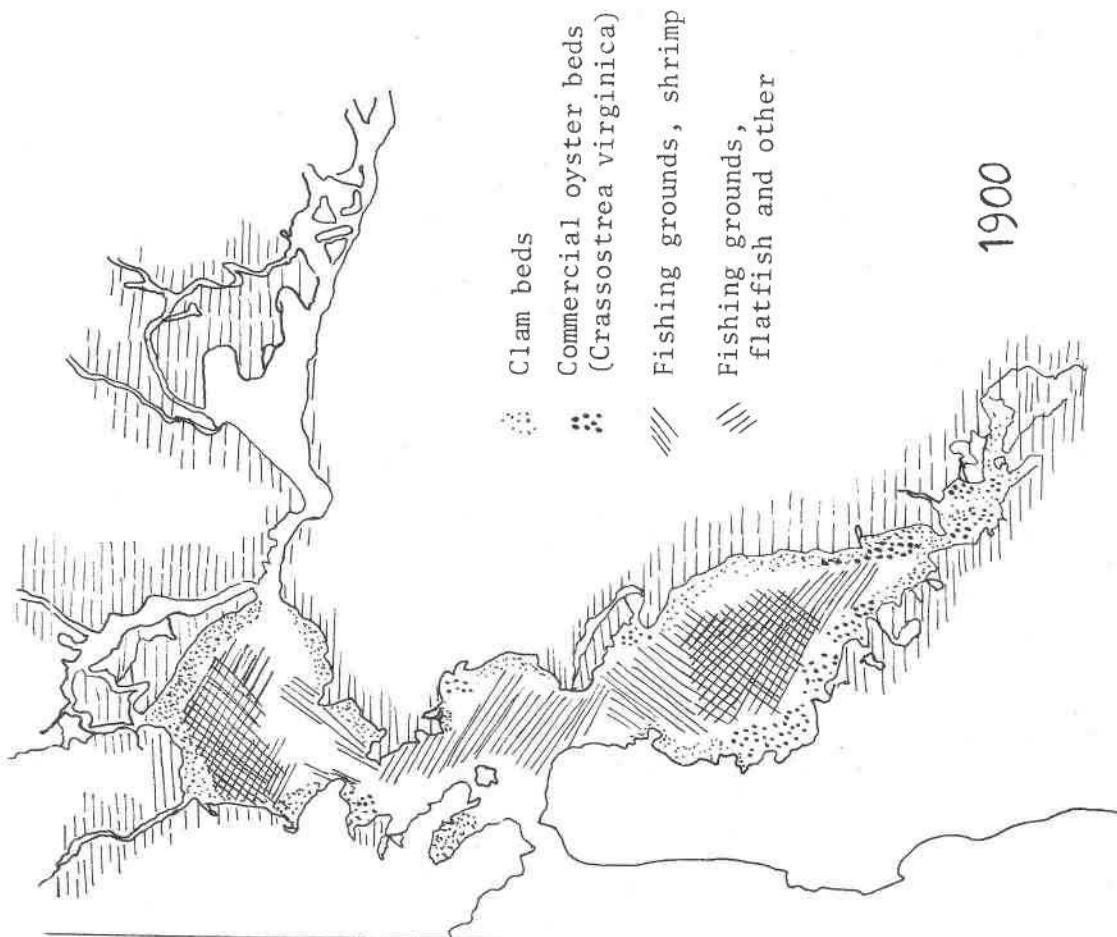 Clam beds
Commercial oyster beds
(Crassostrea virginica)
Fishing grounds, shrimp
Fishing grounds,
flatfish and other
1900